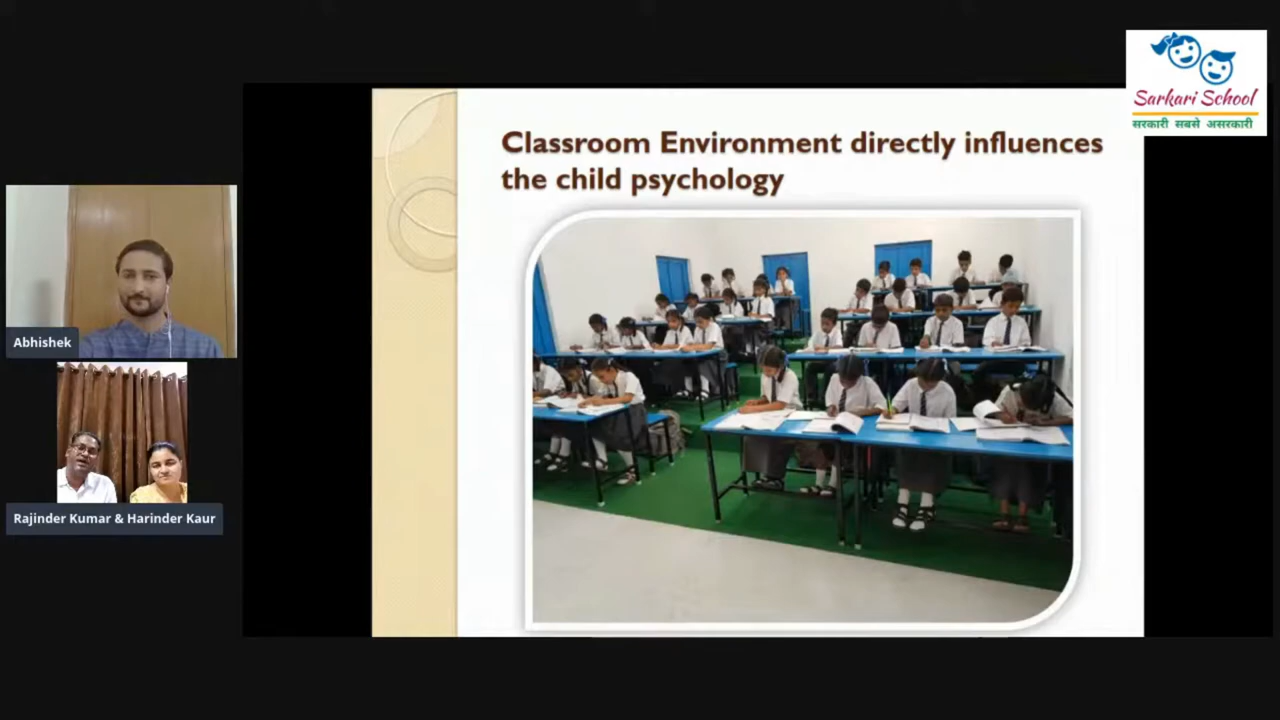 Sarkari School
सरकारी सबसे असरकारी
Classroom Environment directly influences
the child psychology
Abhishek
Rajinder Kumar & Harinder Kaur